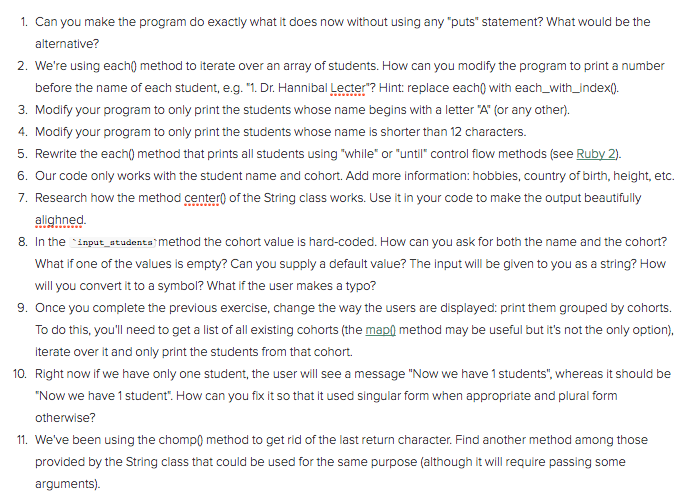 1. Can you make the program do exactly what it does now without using any "puts" statement? What would be the
alternative?
2. We're using each() method to iterate over an array of students. How can you modify the program to print a number
before the name of each student, e.g. "1. Dr. Hannibal Lecter"? Hint: replace each() with each_with_index().
3. Modify your program to only print the students whose name begins with a letter "A" (or any other).
4. Modify your program to only print the students whose name is shorter than 12 characters.
5. Rewrite the each() method that prints all students using "while" or "until" control flow methods (see Ruby 2).
6. Our code only works with the student name and cohort. Add more information: hobbies, country of birth, height, etc.
7. Research how the method center() of the String class works. Use it in your code to make the output beautifully
alighned.
8. In the `input_students` method the cohort value is hard-coded. How can you ask for both the name and the cohort?
What if one of the values is empty? Can you supply a default value? The input will be given to you as a string? How
will you convert it to a symbol? What if the user makes a typo?
9. Once you complete the previous exercise, change the way the users are displayed: print them grouped by cohorts.
To do this, you'll need to get a list of all existing cohorts (the map() method may be useful but it's not the only option),
iterate over it and only print the students from that cohort.
10. Right now if we have only one student, the user will see a message "Now we have 1 students", whereas it should be
"Now we have 1 student". How can you fix it so that it used singular form when appropriate and plural form
otherwise?
11. We've been using the chomp() method to get rid of the last return character. Find another method among those
provided by the String class that could be used for the same purpose (although it will require passing some
arguments).